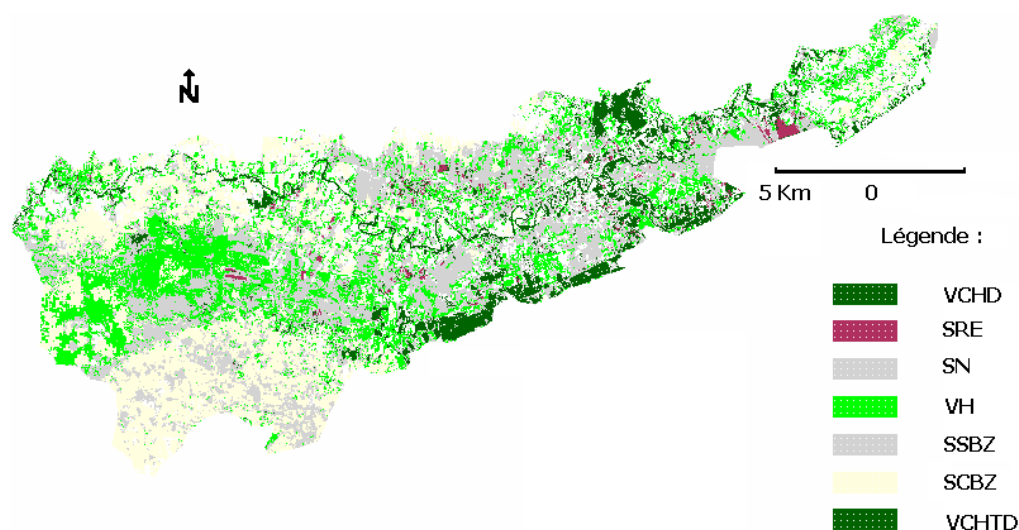 N
5 Km 0
Légende :
VCHD
SRE
SN
VH
SSBZ
SCBZ
VCHTD